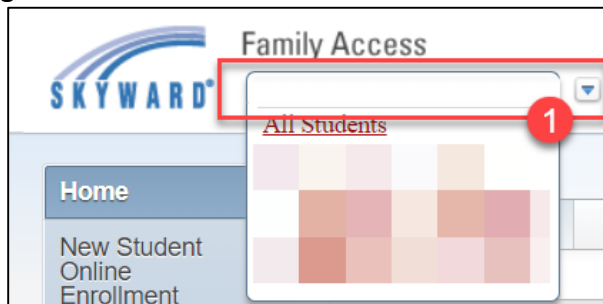 Family Access
SKYWARD®
All Students
1
Home
New Student
Online
Enrollment